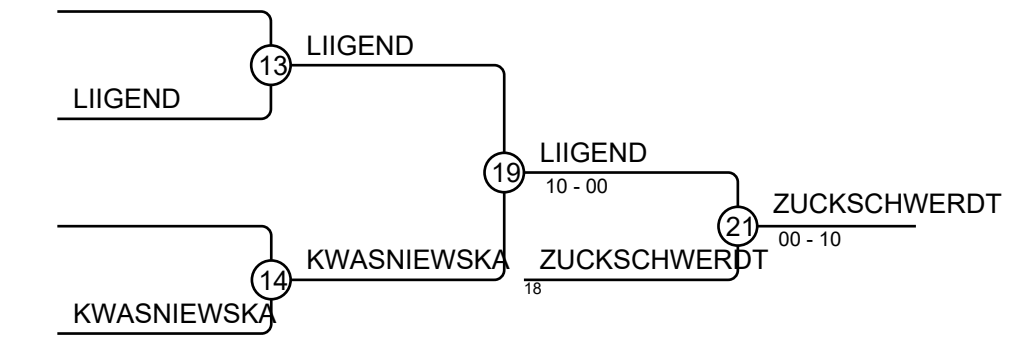 LIIGEND
13
LIIGEND
LIIGEND
19
10 - 00
ZUCKSCHWERDT
21
00 - 10
KWASNIEWSKA
ZUCKSCHWERDT
14
18
KWASNIEWSKA